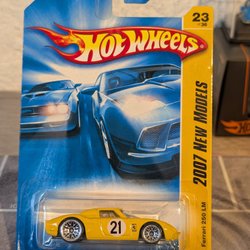 HOT WHEELS
23
2007 NEW MODELS
Ferrari 250 LM
21